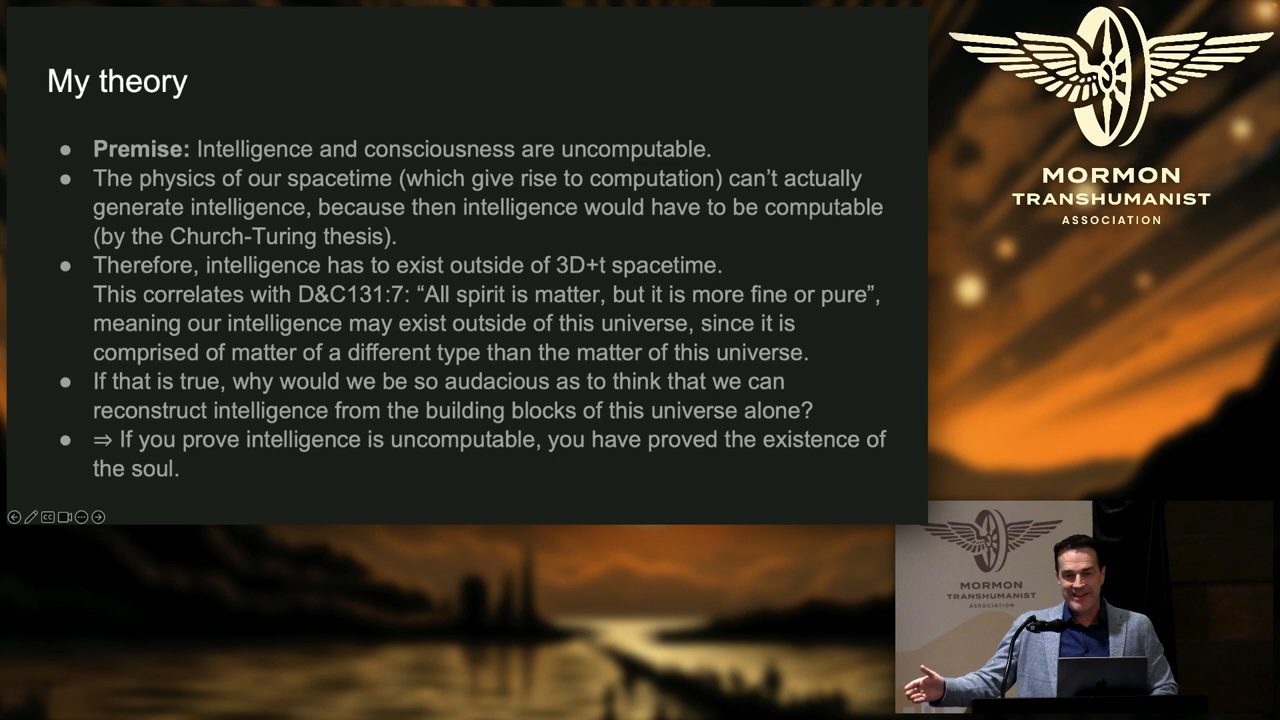 My theory
● Premise: Intelligence and consciousness are uncomputable.
● The physics of our spacetime (which give rise to computation) can’t actually
generate intelligence, because then intelligence would have to be computable
(by the Church-Turing thesis).
● Therefore, intelligence has to exist outside of 3D+t spacetime.
This correlates with D&C131:7: “All spirit is matter, but it is more fine or pure”,
meaning our intelligence may exist outside of this universe, since it is
comprised of matter of a different type than the matter of this universe.
● If that is true, why would we be so audacious as to think that we can
reconstruct intelligence from the building blocks of this universe alone?
● ⇒ If you prove intelligence is uncomputable, you have proved the existence of
the soul.
CC
MORMON
TRANSHUMANIST
ASSOCIATION
MORMON
TRANSHUMANIST
ASSOCIATION